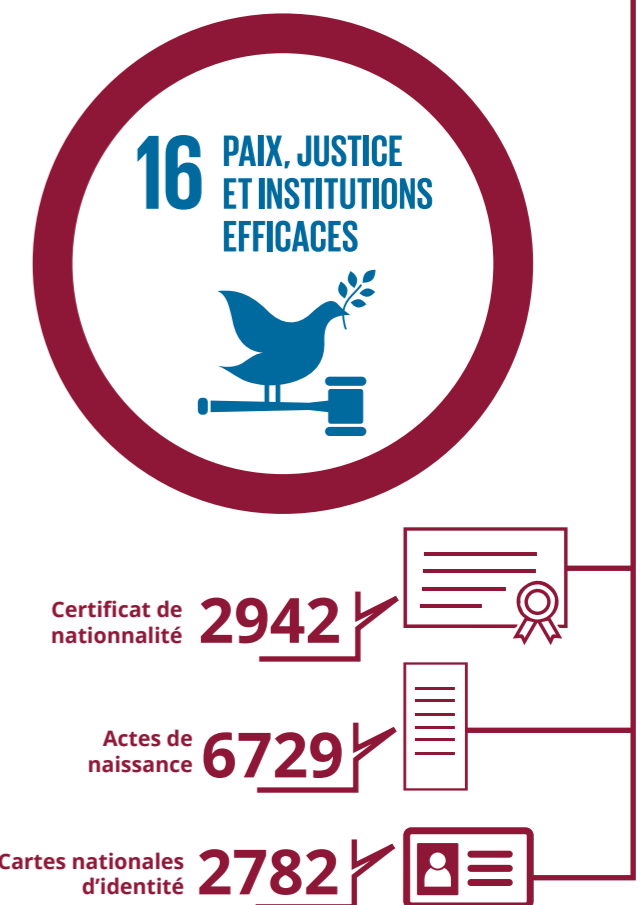 16 PAIX, JUSTICE
ET INSTITUTIONS
EFFICACES
Certificat de
nationnalité
2942
Actes de
naissance
6729
Cartes nationales
d’identité
2782